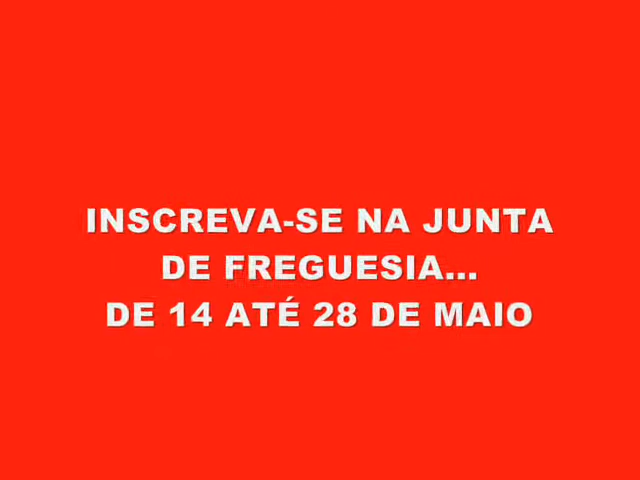 INSCREVA-SE NA JUNTA
DE FREGUESIA...
DE 14 ATÉ 28 DE MAIO